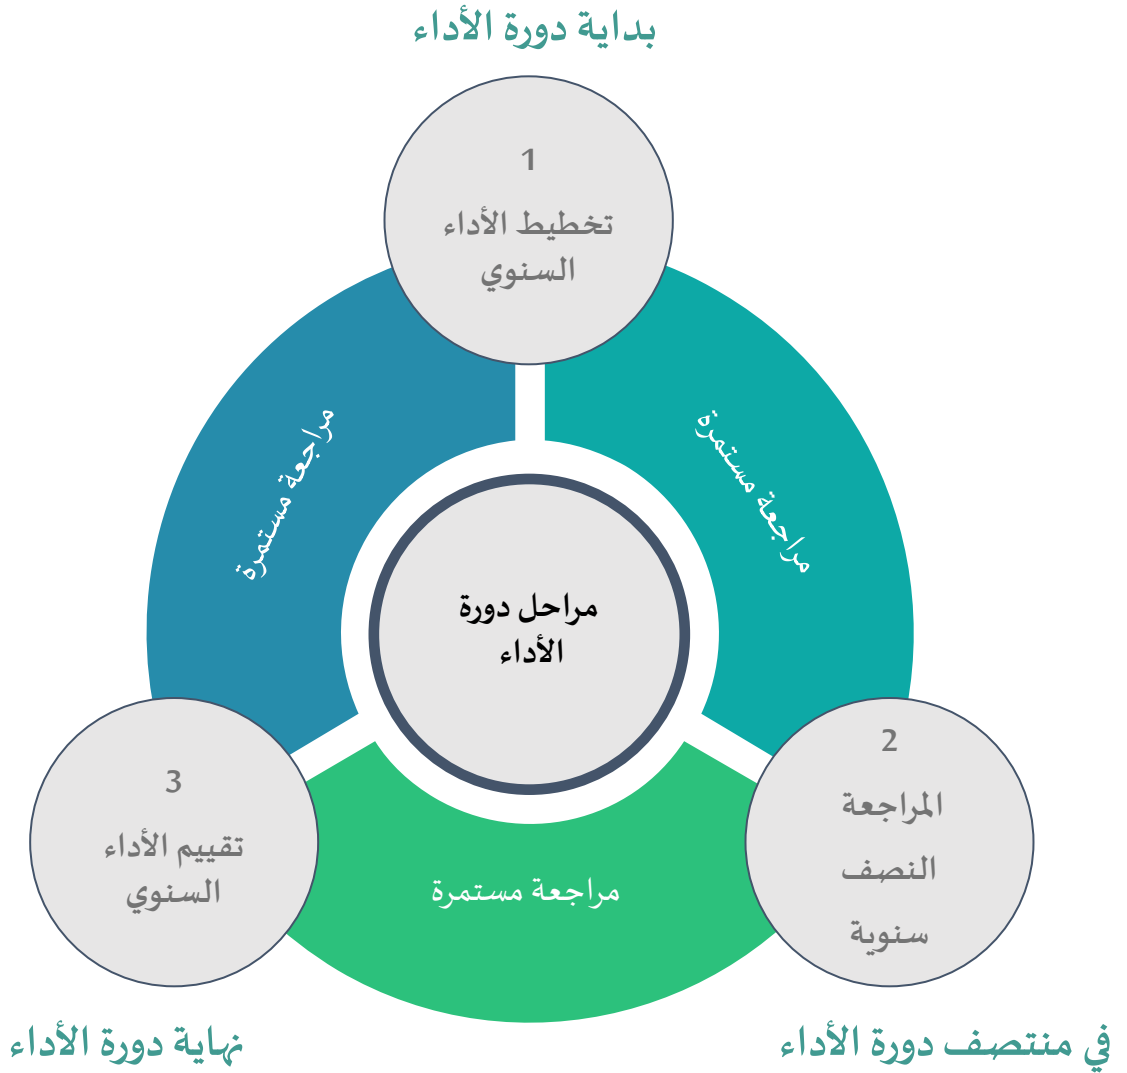 بداية دورة الأداء
1
تخطيط الأداء
السنوي
مراجعة مستمرة
مراجعة مستمرة
مراحل دورة
الأداء
2
المراجعة
النصف
سنوية
3
تقييم الأداء
السنوي
مراجعة مستمرة
في منتصف دورة الأداء
نهاية دورة الأداء